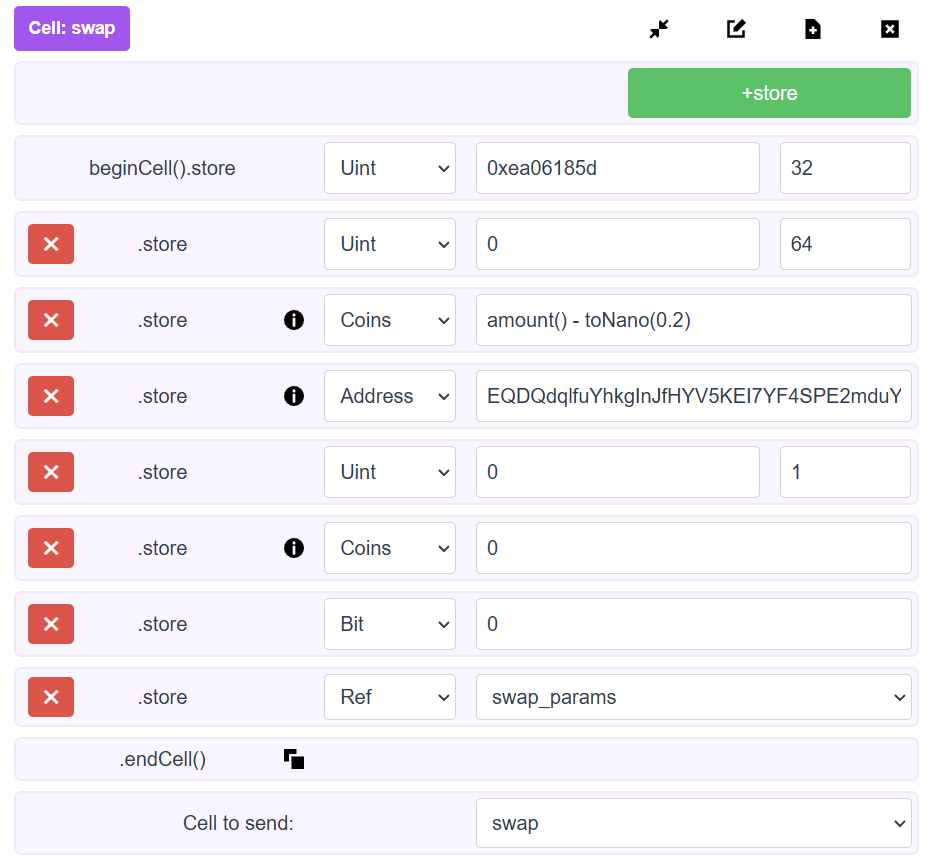 Cell: swap
+store
beginCell().store Uint 0xea06185d 32
.store Uint 0 64
.store Coins amount() - toNano(0.2)
.store Address EQDQdqlfuYhkgInJfHYV5KEI7YF4SPE2mduY
.store Uint 0 1
.store Coins 0
.store Bit 0
.store Ref swap_params
.endCell()
Cell to send: swap